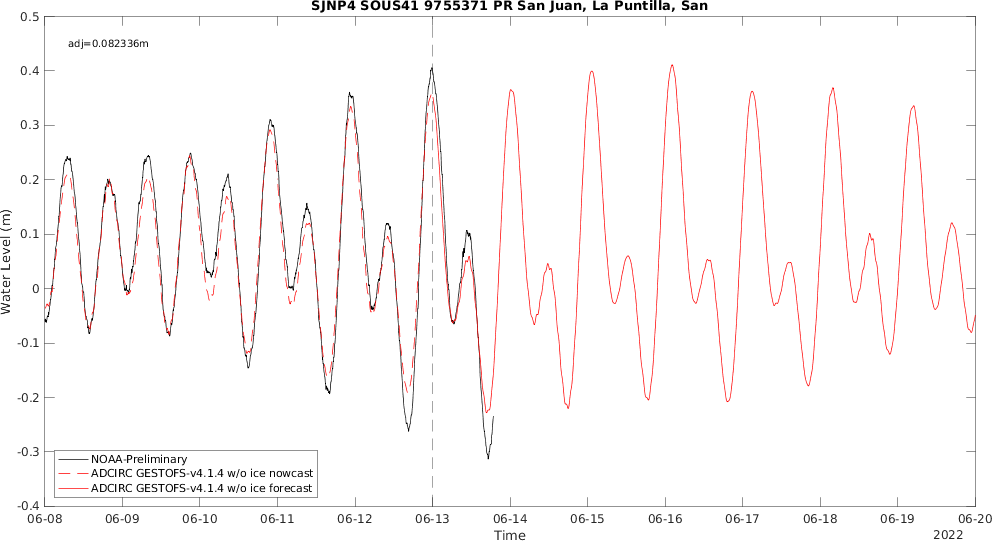 SJNP4 SOUS41 9755371 PR San Juan, La Puntilla, San
adj=0.082336m
0.5
0.4
0.3
0.2
0.1
0
-0.1
-0.2
-0.3
-0.4
Water Level (m)
NOAA-Preliminary
ADCIRC GESTOFS-v4.1.4 w/o ice nowcast
ADCIRC GESTOFS-v4.1.4 w/o ice forecast
06-08 06-09 06-10 06-11 06-12 06-13 06-14 06-15 06-16 06-17 06-18 06-19 06-20
Time
2022